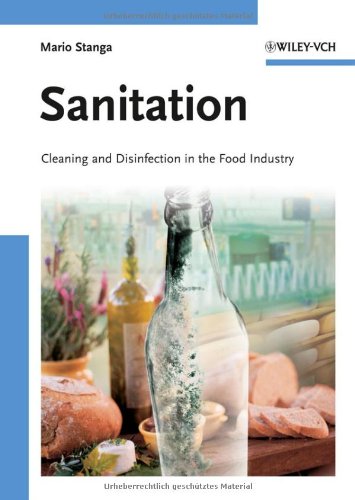 Urheberrechtlich geschütztes Material
Mario Stanga
WILEY-VCH
Sanitation
Cleaning and Disinfection in the Food Industry
Urheberrechtlich geschütztes Material